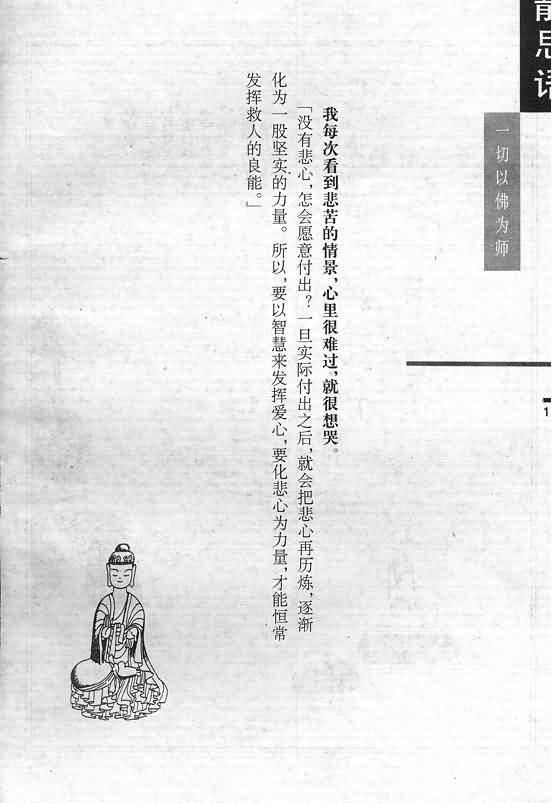 思语
一切以佛为师
1
我每次看到悲苦的情景，心里很难过，就很想哭。
「没有悲心，怎会愿意付出？一旦实际付出之后，就会把悲心再历炼，逐渐
化为一股坚实的力量。所以，要以智慧来发挥爱心，要化悲心为力量，才能恒常
发挥救人的良能。」